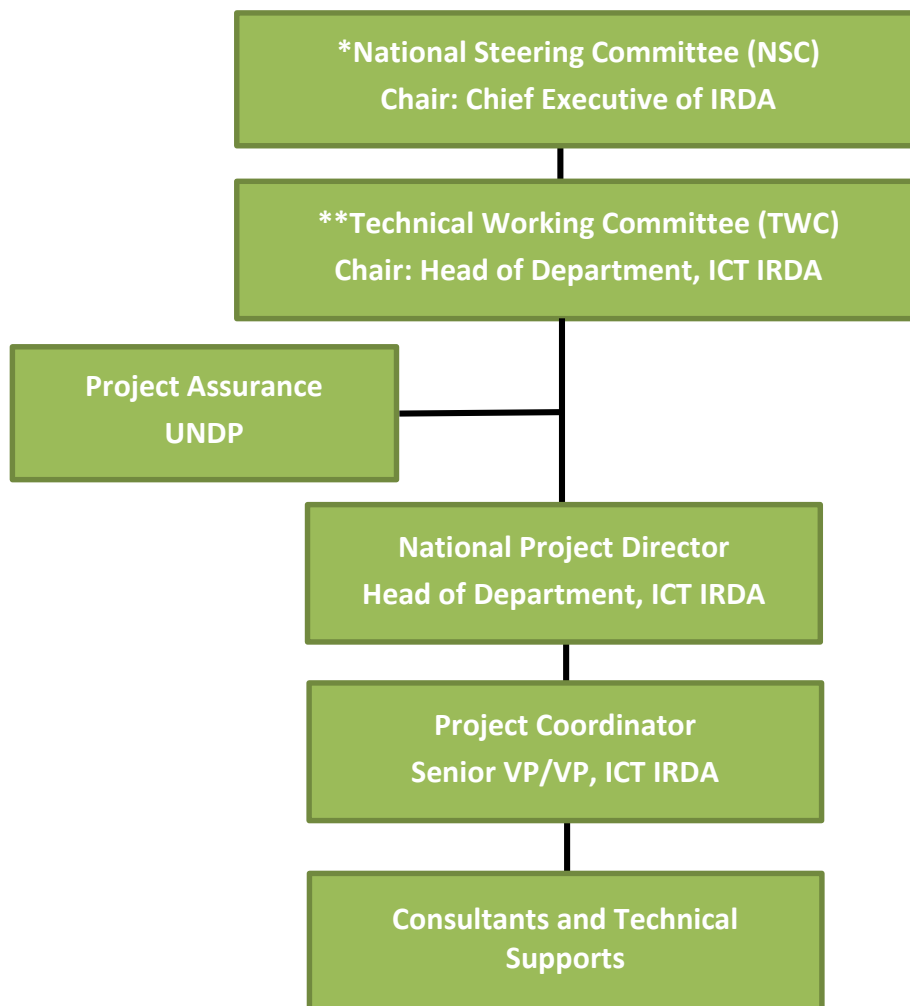 *National Steering Committee (NSC)
Chair: Chief Executive of IRDA
**Technical Working Committee (TWC)
Chair: Head of Department, ICT IRDA
Project Assurance
UNDP
National Project Director
Head of Department, ICT IRDA
Project Coordinator
Senior VP/VP, ICT IRDA
Consultants and Technical
Supports